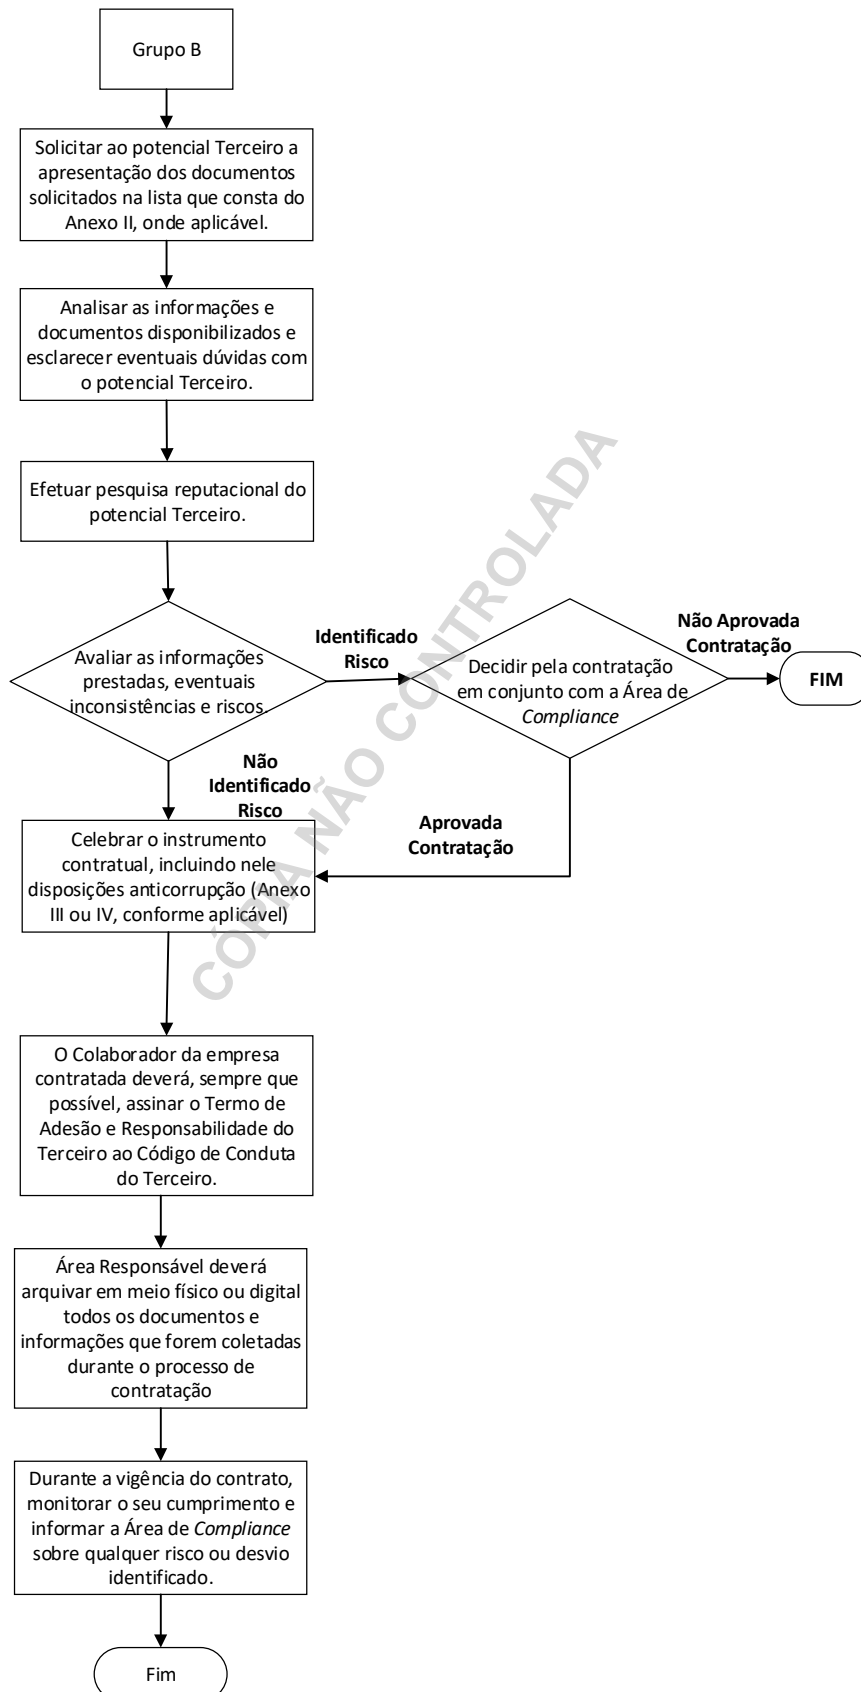 Grupo B
Solicitar ao potencial Terceiro a
apresentação dos documentos
solicitados na lista que consta do
Anexo II, onde aplicável.
Analisar as informações e
documentos disponibilizados e
esclarecer eventuais dúvidas com
o potencial Terceiro.
Efetuar pesquisa reputacional do
potencial Terceiro.
Avaliar as informações
prestadas, eventuais
inconsistências e riscos.
Identificado
Risco
Decidir pela contratação
em conjunto com a Área de
Compliance
Não Aprovada
Contratação
FIM
Não
Identificado
Risco
Aprovada
Contratação
Celebrar o instrumento
contratual, incluindo nele
disposições anticorrupção (Anexo
III ou IV, conforme aplicável)
O Colaborador da empresa
contratada deverá, sempre que
possível, assinar o Termo de
Adesão e Responsabilidade do
Terceiro ao Código de Conduta
do Terceiro.
Área Responsável deverá
arquivar em meio físico ou digital
todos os documentos e
informações que forem coletadas
durante o processo de
contratação
Durante a vigência do contrato,
monitorar o seu cumprimento e
informar a Área de Compliance
sobre qualquer risco ou desvio
identificado.
Fim
CÓPIA NÃO CONTROLADA